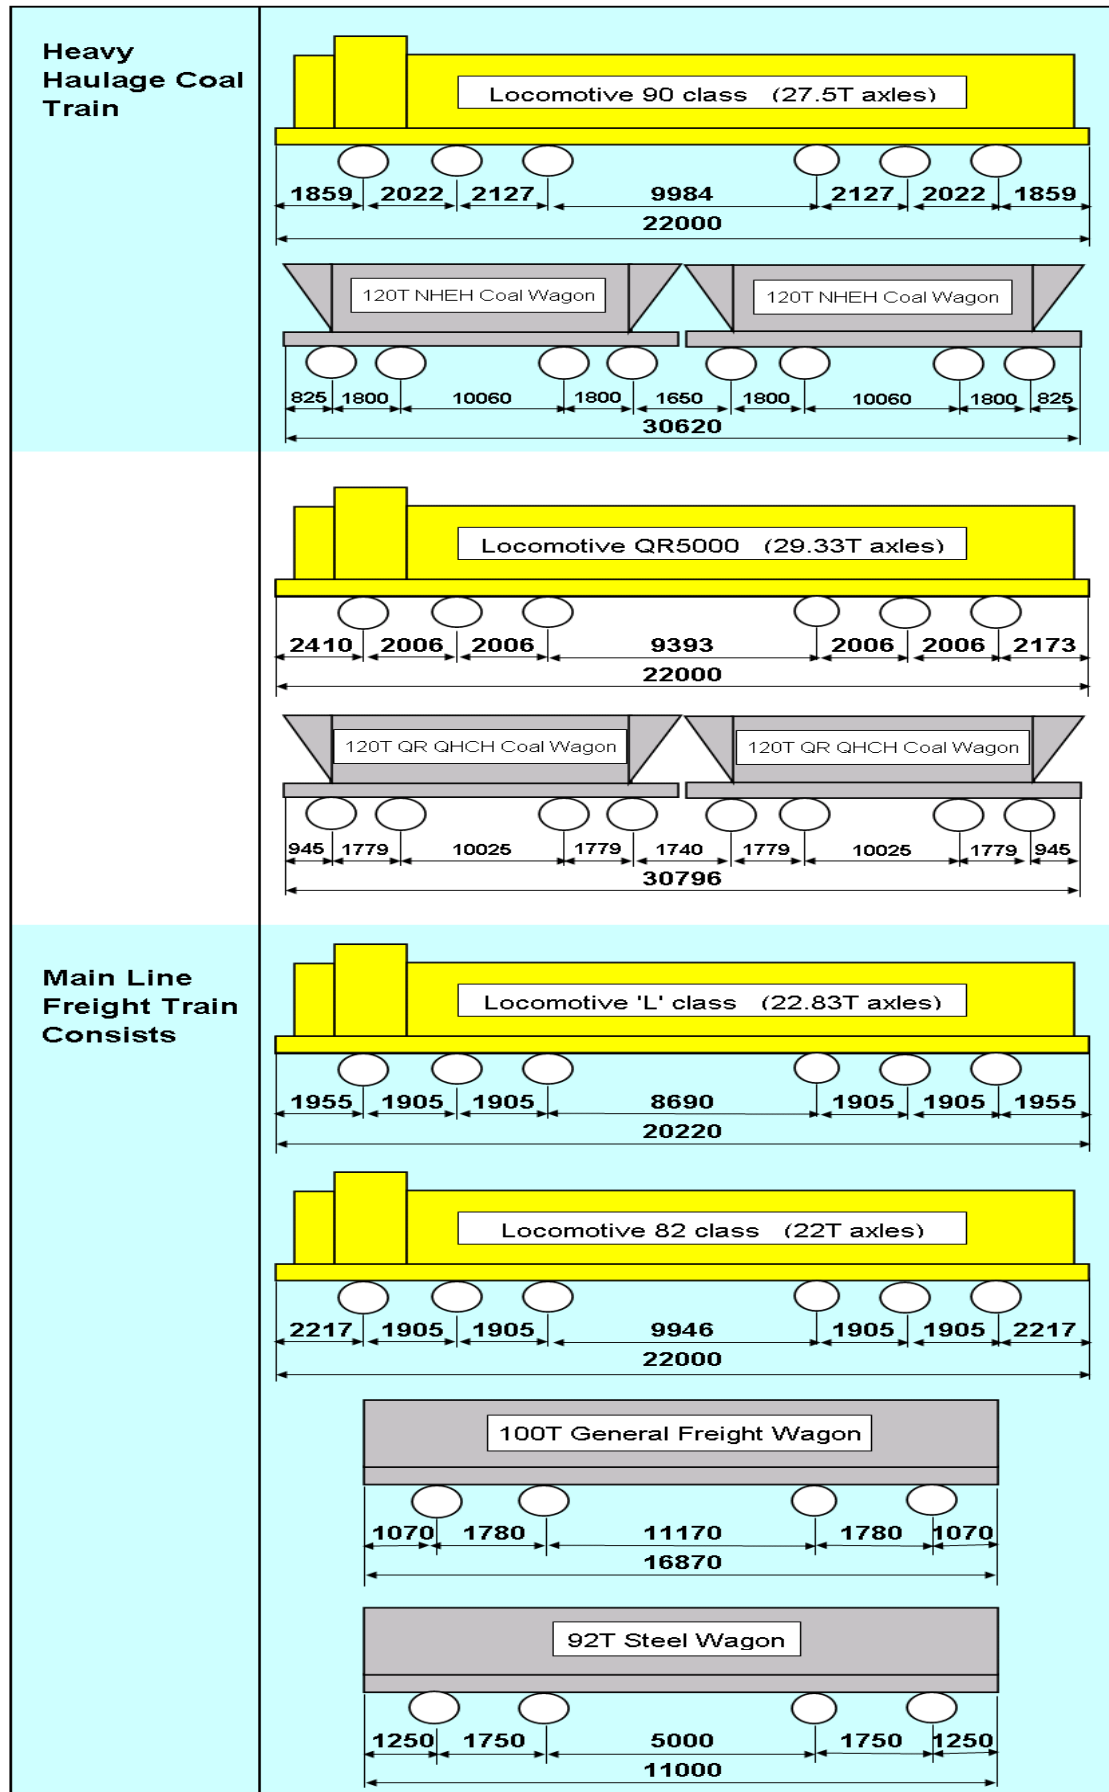 Heavy
Haulage Coal
Train
Locomotive 90 class (27.5T axles)
1859 2022 2127 9984 2127 2022 1859
22000
120T NHEH Coal Wagon 120T NHEH Coal Wagon
825 1800 10060 1800 1650 1800 10060 1800 825
30620
Locomotive QR5000 (29.33T axles)
2410 2006 2006 9393 2006 2006 2173
22000
120T QR QHCH Coal Wagon 120T QR QHCH Coal Wagon
945 1779 10025 1779 1740 1779 10025 1779 945
30796
Main Line
Freight Train
Consists
Locomotive 'L' class (22.83T axles)
1955 1905 1905 8690 1905 1905 1955
20220
Locomotive 82 class (22T axles)
2217 1905 1905 9946 1905 1905 2217
22000
100T General Freight Wagon
1070 1780 11170 1780 1070
16870
92T Steel Wagon
1250 1750 5000 1750 1250
11000